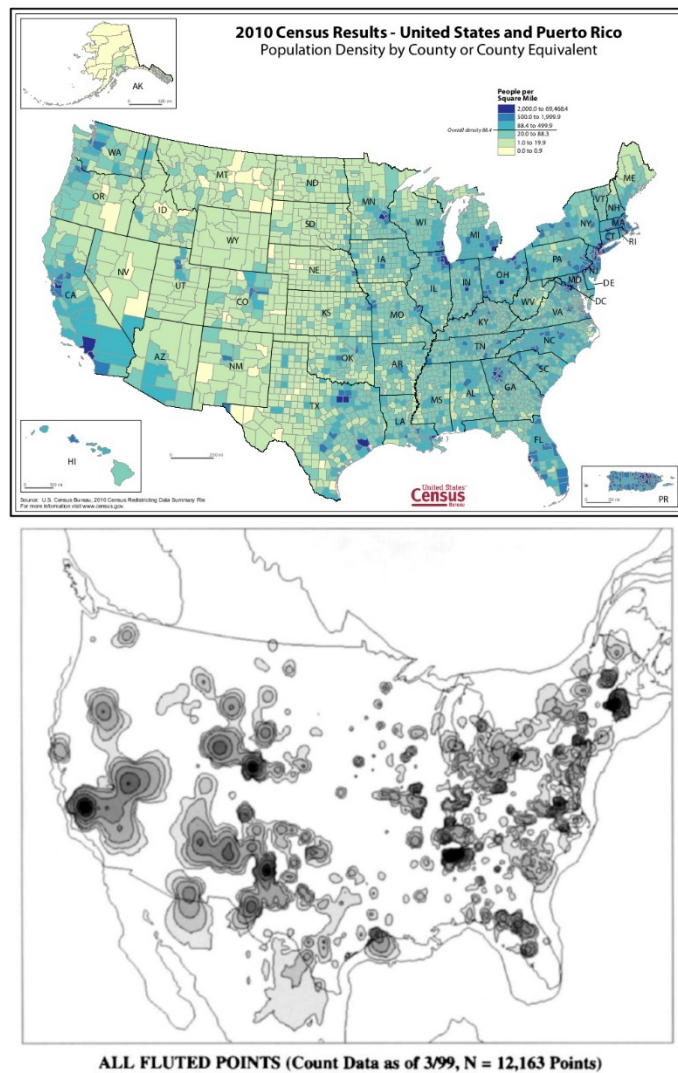 2010 Census Results - United States and Puerto Rico
Population Density by County or County Equivalent
People per
Square Mile
2,000.0 to 69,468.4
500.0 to 1,999.9
88.4 to 499.9
Overall density 88.4
20.0 to 88.3
1.0 to 19.9
0.0 to 0.9
AK
WA
MT
ND
MN
ME
OR
ID
SD
WI
MI
VT
NH
NY
MA
CT
RI
WY
IA
PA
NJ
NV
NE
IL
IN
OH
MD
DE
DC
UT
CO
WV
VA
CA
KS
MO
KY
NC
TN
AZ
NM
OK
AR
SC
MS
AL
GA
TX
LA
FL
HI
PR
Source: U.S. Census Bureau, 2010 Census Redistricting Data Summary File
For more information visit www.census.gov.
United States
Census
Bureau
ALL FLUTED POINTS (Count Data as of 3/99, N = 12,163 Points)